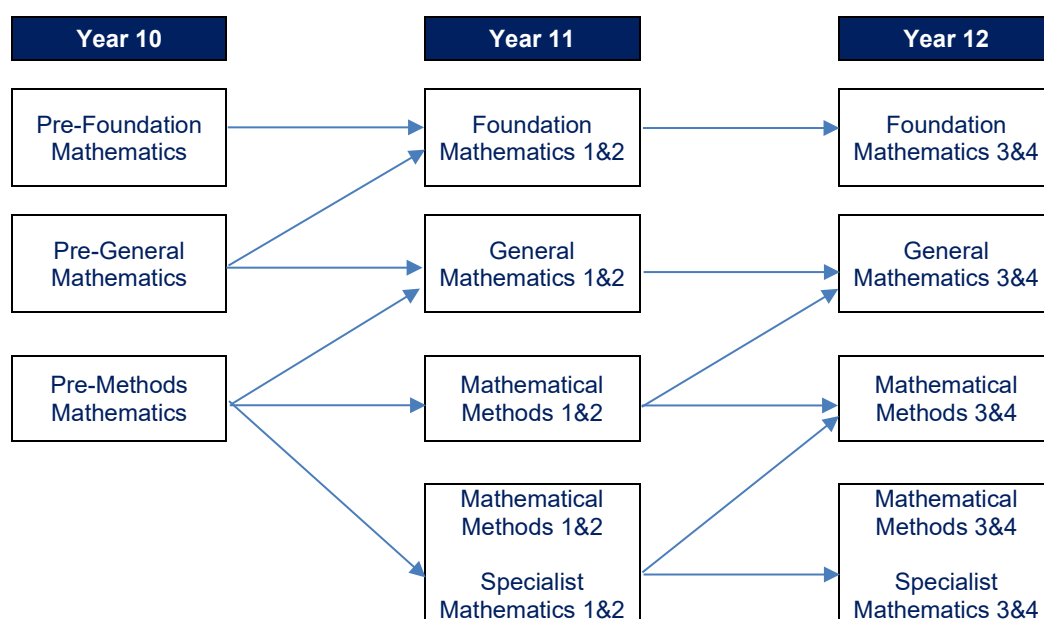 Year 10
Year 11
Year 12
Pre-Foundation
Mathematics
Foundation
Mathematics 1&2
Foundation
Mathematics 3&4
Pre-General
Mathematics
General
Mathematics 1&2
General
Mathematics 3&4
Pre-Methods
Mathematics
Mathematical
Methods 1&2
Mathematical
Methods 3&4
Mathematical
Methods 1&2
Specialist
Mathematics 1&2
Mathematical
Methods 3&4
Specialist
Mathematics 3&4